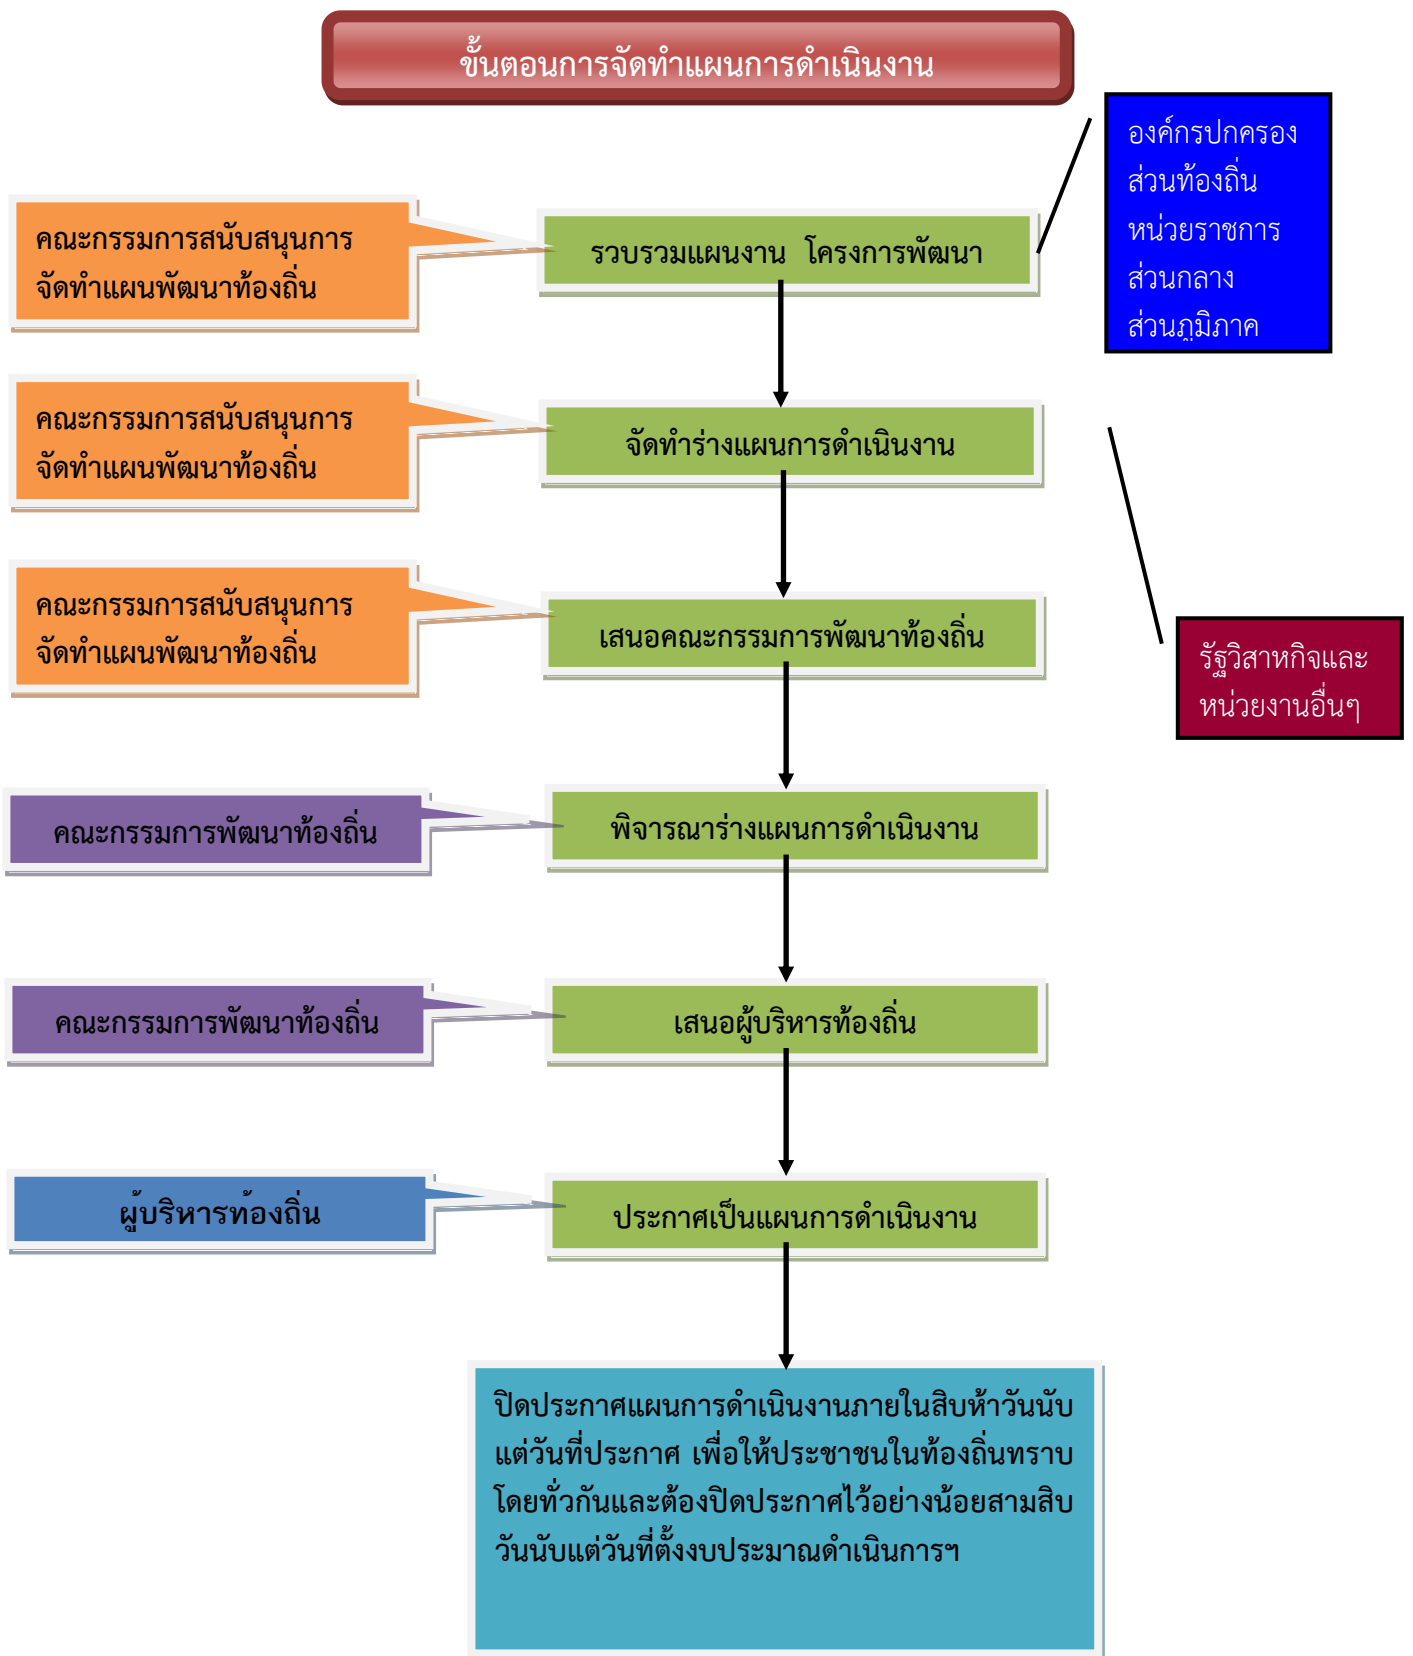 ขั้นตอนการจัดทำแผนการดำเนินงาน
องค์กรปกครอง
ส่วนท้องถิ่น
หน่วยราชการ
ส่วนกลาง
ส่วนภูมิภาค
คณะกรรมการสนับสนุนการ
จัดทำแผนพัฒนาท้องถิ่น
รวบรวมแผนงาน โครงการพัฒนา
คณะกรรมการสนับสนุนการ
จัดทำแผนพัฒนาท้องถิ่น
จัดทำร่างแผนการดำเนินงาน
คณะกรรมการสนับสนุนการ
จัดทำแผนพัฒนาท้องถิ่น
เสนอคณะกรรมการพัฒนาท้องถิ่น
รัฐวิสาหกิจและ
หน่วยงานอื่นๆ
คณะกรรมการพัฒนาท้องถิ่น
พิจารณาร่างแผนการดำเนินงาน
คณะกรรมการพัฒนาท้องถิ่น
เสนอผู้บริหารท้องถิ่น
ผู้บริหารท้องถิ่น
ประกาศเป็นแผนการดำเนินงาน
ปิดประกาศแผนการดำเนินงานภายในสิบห้าวันนับ
แต่วันที่ประกาศ เพื่อให้ประชาชนในท้องถิ่นทราบ
โดยทั่วกันและต้องปิดประกาศไว้อย่างน้อยสามสิบ
วันนับแต่วันที่ตั้งงบประมาณดำเนินการฯ